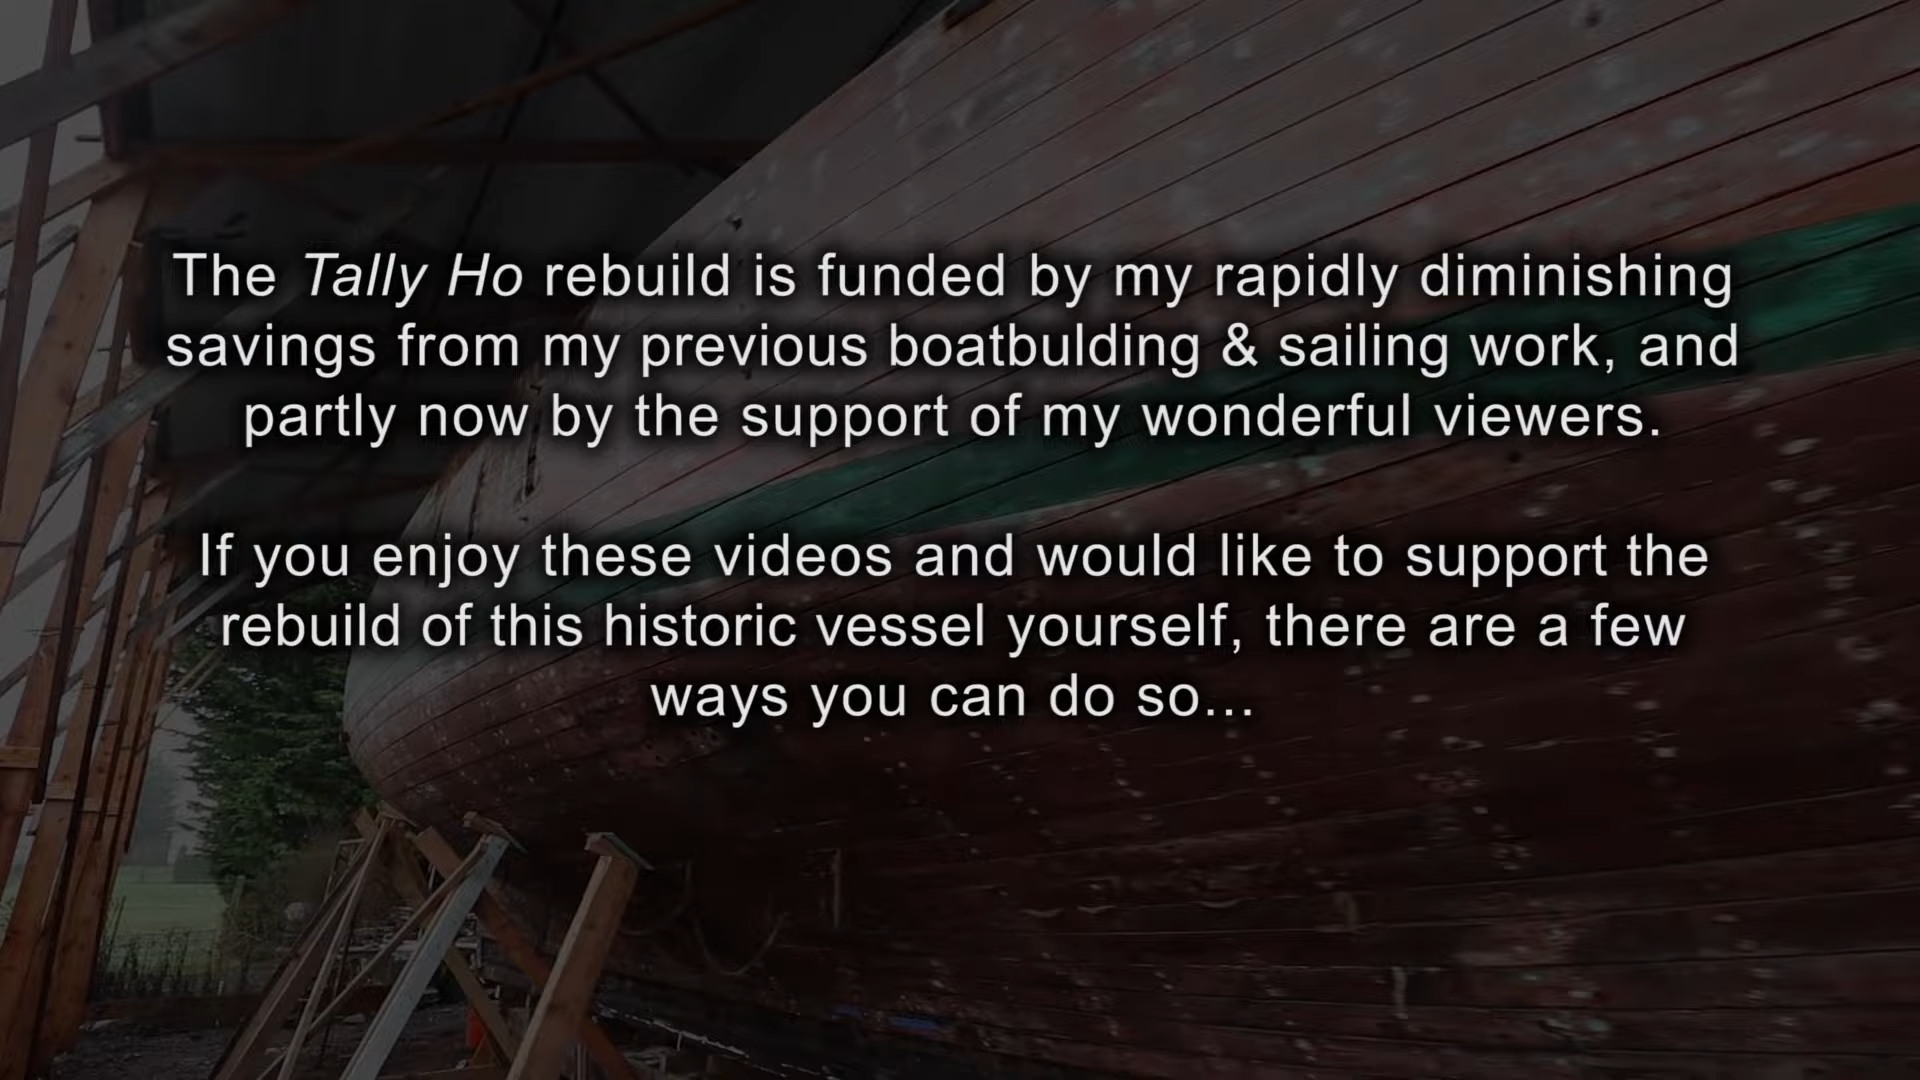 The Tally Ho rebuild is funded by my rapidly diminishing
savings from my previous boatbulding & sailing work, and
partly now by the support of my wonderful viewers.
If you enjoy these videos and would like to support the
rebuild of this historic vessel yourself, there are a few
ways you can do so...